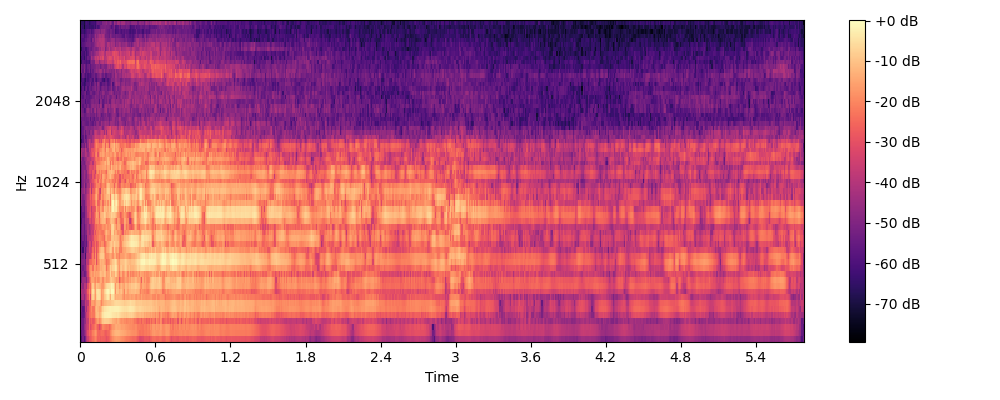 +0 dB
-10 dB
2048
-20 dB
-30 dB
Hz
1024
-40 dB
-50 dB
512
-60 dB
-70 dB
0 0.6 1.2 1.8 2.4 3 3.6 4.2 4.8 5.4
Time